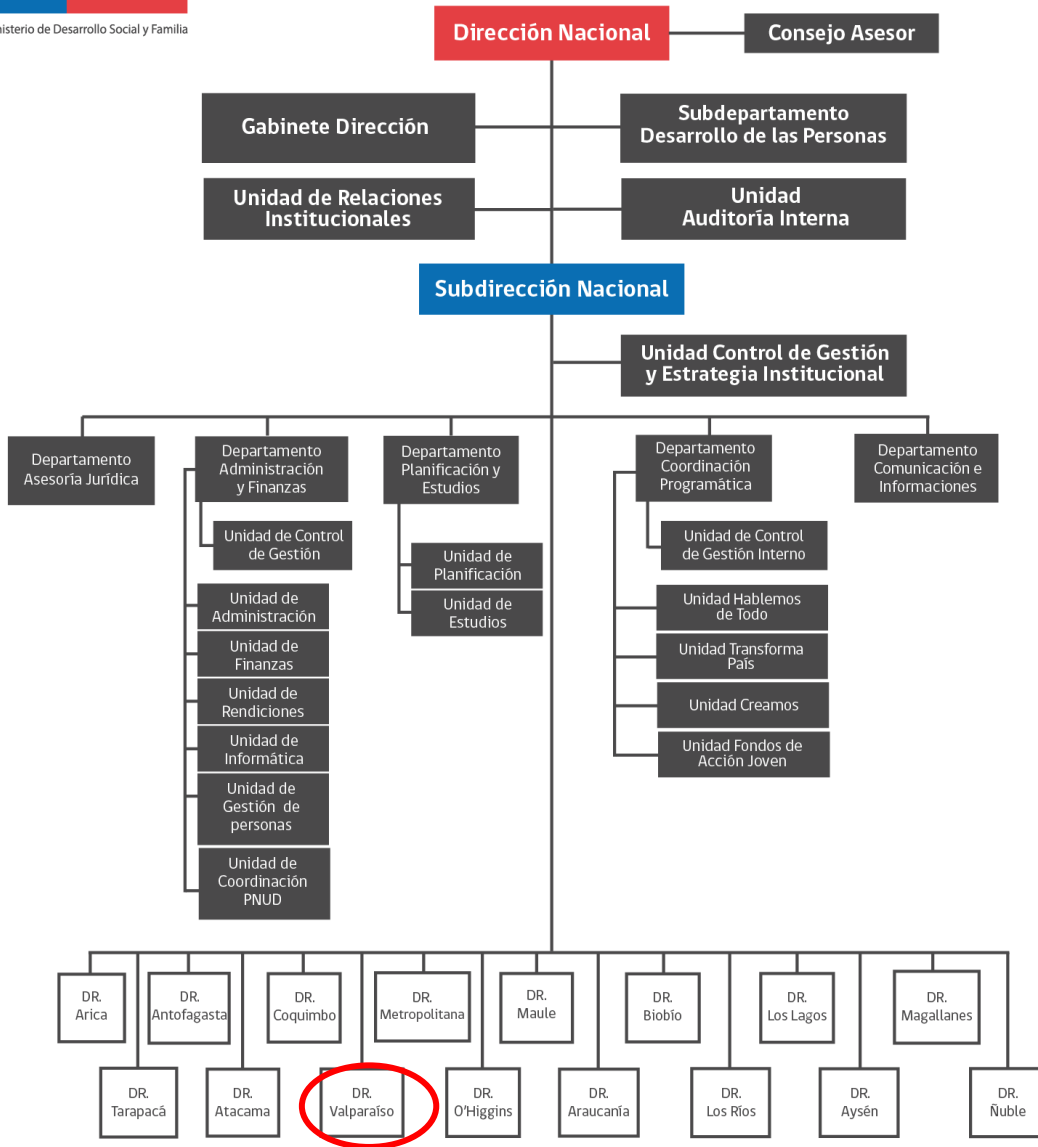 Ministerio de Desarrollo Social y Familia
Dirección Nacional
Consejo Asesor
Gabinete Dirección
Subdepartamento
Desarrollo de las Personas
Unidad de Relaciones
Institucionales
Unidad
Auditoría Interna
Subdirección Nacional
Unidad Control de Gestión
y Estrategia Institucional
Departamento
Asesoría Jurídica
Departamento
Administración
y Finanzas
Departamento
Planificación y
Estudios
Departamento
Coordinación
Programática
Departamento
Comunicación e
Informaciones
Unidad de Control
de Gestión
Unidad de
Administración
Unidad de
Finanzas
Unidad de
Rendiciones
Unidad de
Informática
Unidad de
Gestión de
personas
Unidad de
Coordinación
PNUD
Unidad de
Planificación
Unidad de
Estudios
Unidad de Control
de Gestión Interno
Unidad Hablemos
de Todo
Unidad Transforma
País
Unidad Creamos
Unidad Fondos de
Acción Joven
DR.
Arica
DR.
Antofagasta
DR.
Coquimbo
DR.
Metropolitana
DR.
Maule
DR.
Biobío
DR.
Los Lagos
DR.
Magallanes
DR.
Tarapacá
DR.
Atacama
DR.
Valparaíso
DR.
O'Higgins
DR.
Araucanía
DR.
Los Ríos
DR.
Aysén
DR.
Ñuble